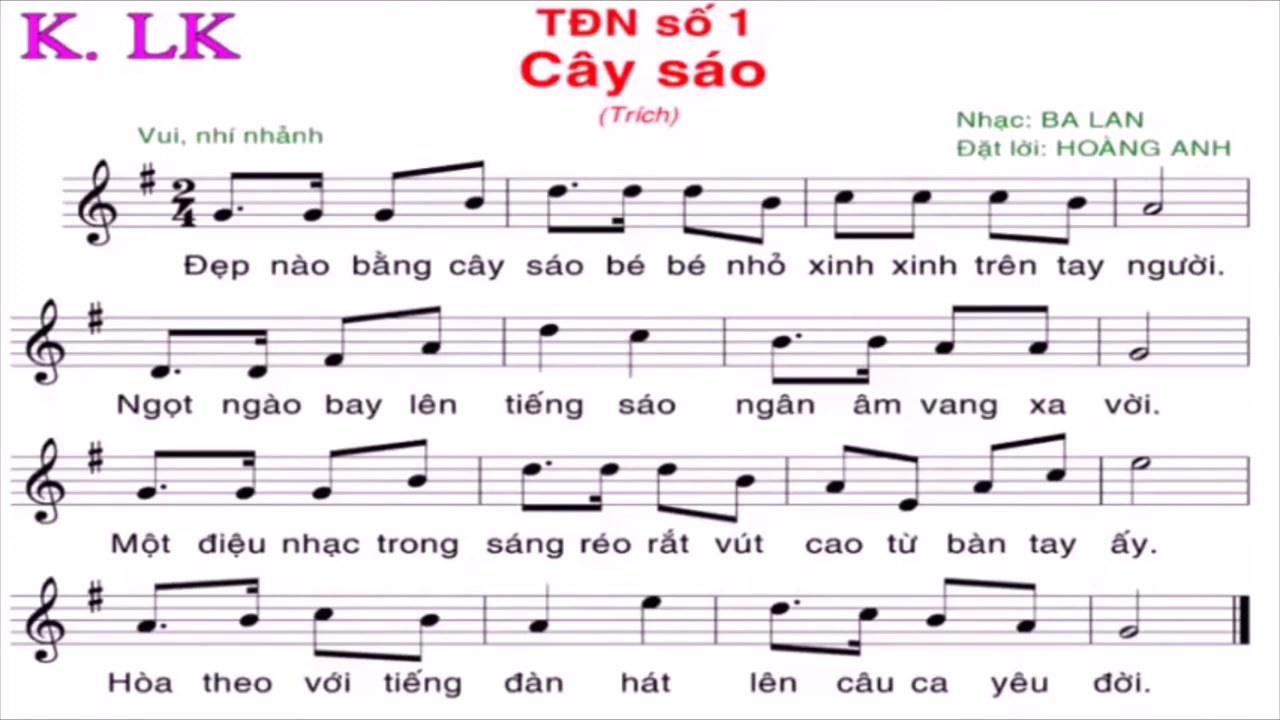 K. LK
TĐN số 1
Cây sáo
(Trích)
Vui, nhí nhảnh
Nhạc: BA LAN
Đặt lời: HOÀNG ANH
2
4
Đẹp nào bằng cây sáo bé bé nhỏ xinh xinh trên tay người.
Ngọt ngào bay lên tiếng sáo ngân âm vang xa vời.
Một điệu nhạc trong sáng réo rắt vút cao từ bàn tay ấy.
Hòa theo với tiếng đàn hát lên câu ca yêu đời.